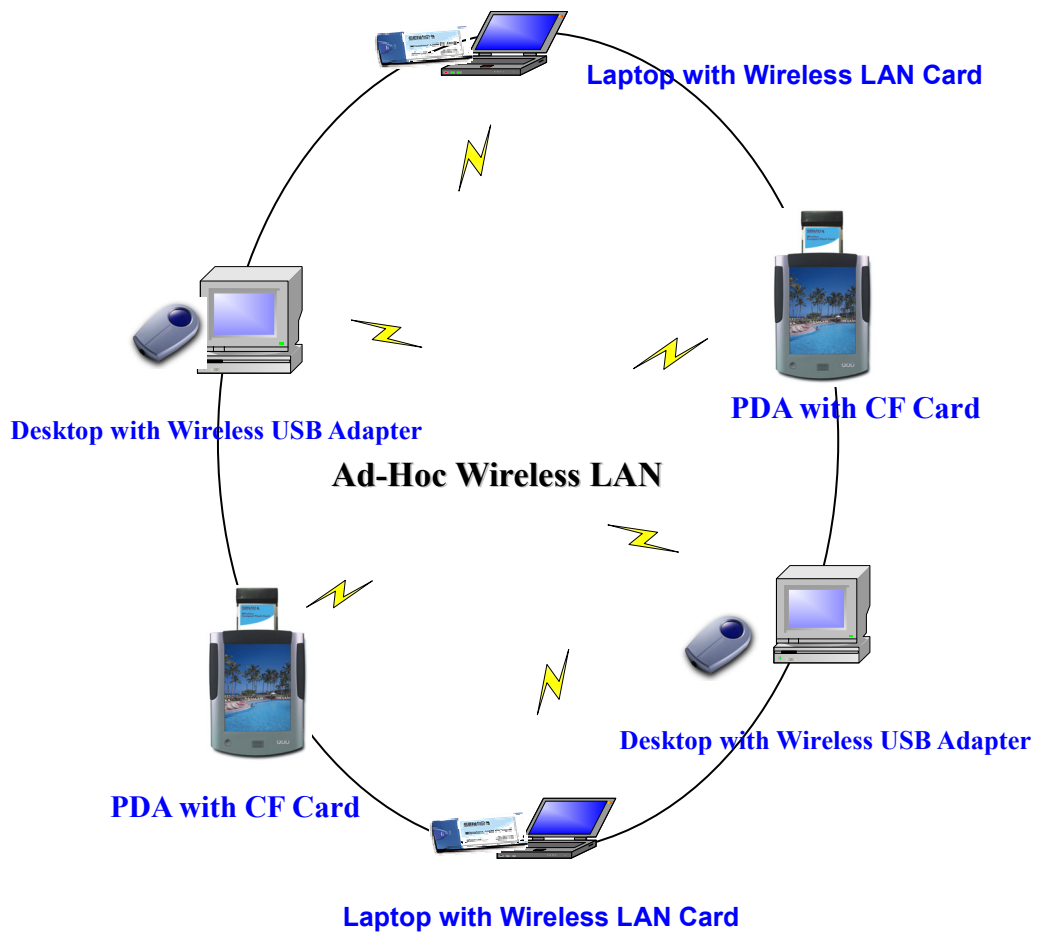 Laptop with Wireless LAN Card
PDA with CF Card
Desktop with Wireless USB Adapter
Ad-Hoc Wireless LAN
Desktop with Wireless USB Adapter
PDA with CF Card
Laptop with Wireless LAN Card